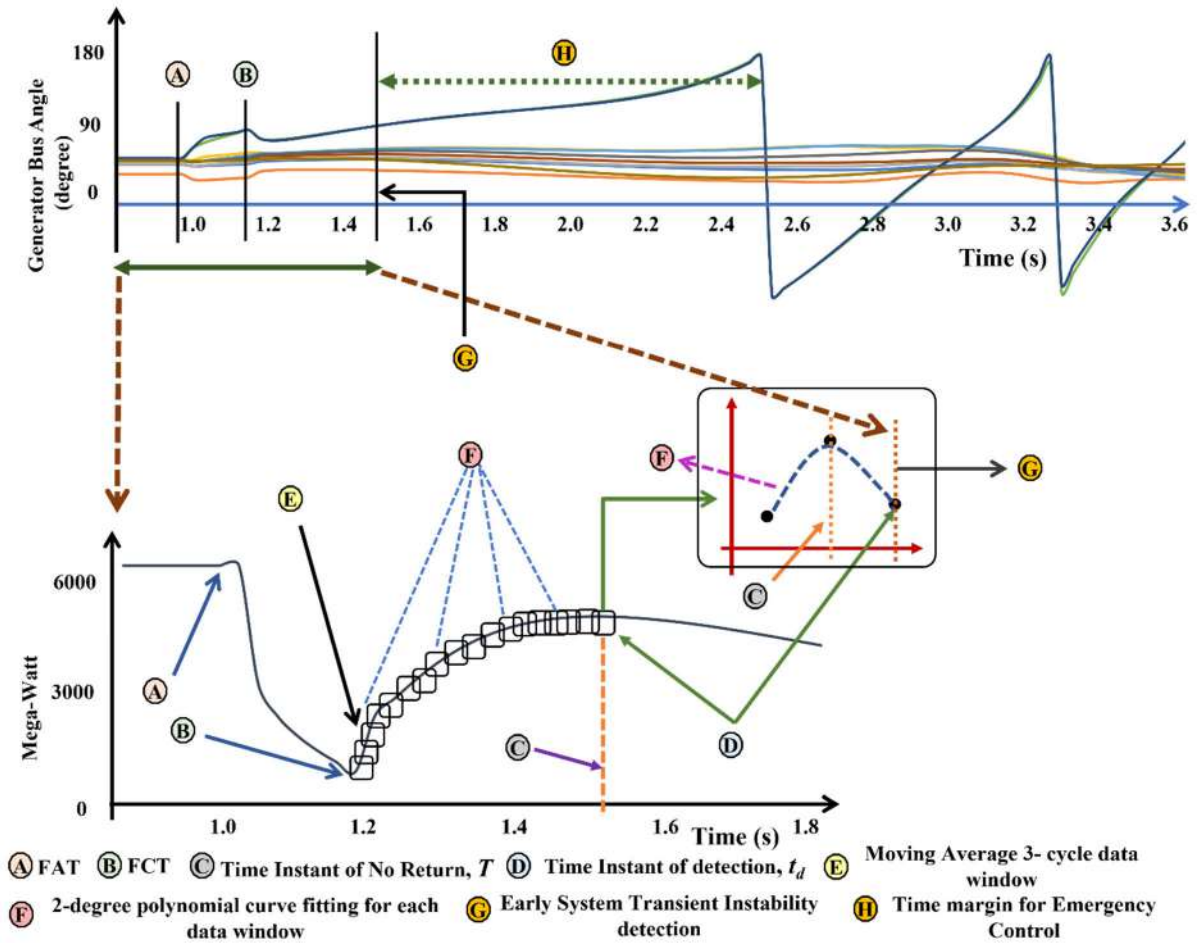 180
H
A
B
90
Generator Bus Angle
(degree)
0
1.0
1.2
1.4
1.6
2.0
2.2
2.4
2.6
2.8
3.0
3.2
3.4
3.6
Time (s)
G
F
F
G
E
C
6000
Mega-Watt
3000
A
B
C
D
0
1.0
1.2
1.4
1.6
Time (s)
1.8
A FAT
B FCT
C Time Instant of No Return, T
D Time Instant of detection, t_d
E Moving Average 3- cycle data
window
F 2-degree polynomial curve fitting for each
data window
G Early System Transient Instability
detection
H Time margin for Emergency
Control